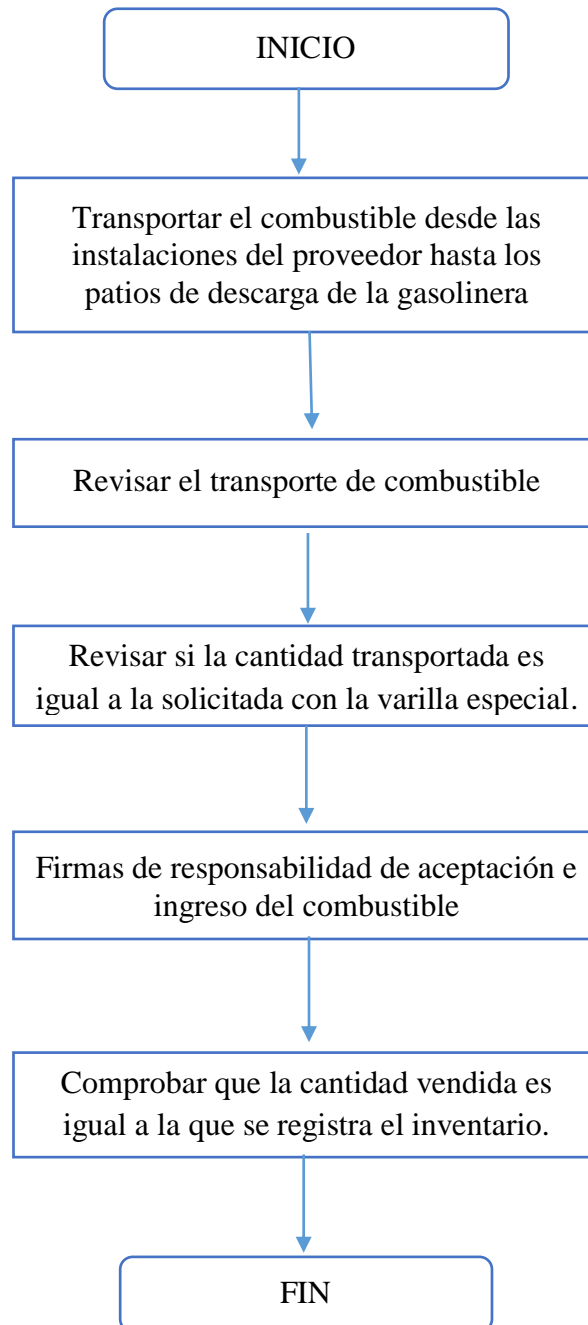 INICIO
Transportar el combustible desde las
instalaciones del proveedor hasta los
patios de descarga de la gasolinera
Revisar el transporte de combustible
Revisar si la cantidad transportada es
igual a la solicitada con la varilla especial.
Firmas de responsabilidad de aceptación e
ingreso del combustible
Comprobar que la cantidad vendida es
igual a la que se registra el inventario.
FIN